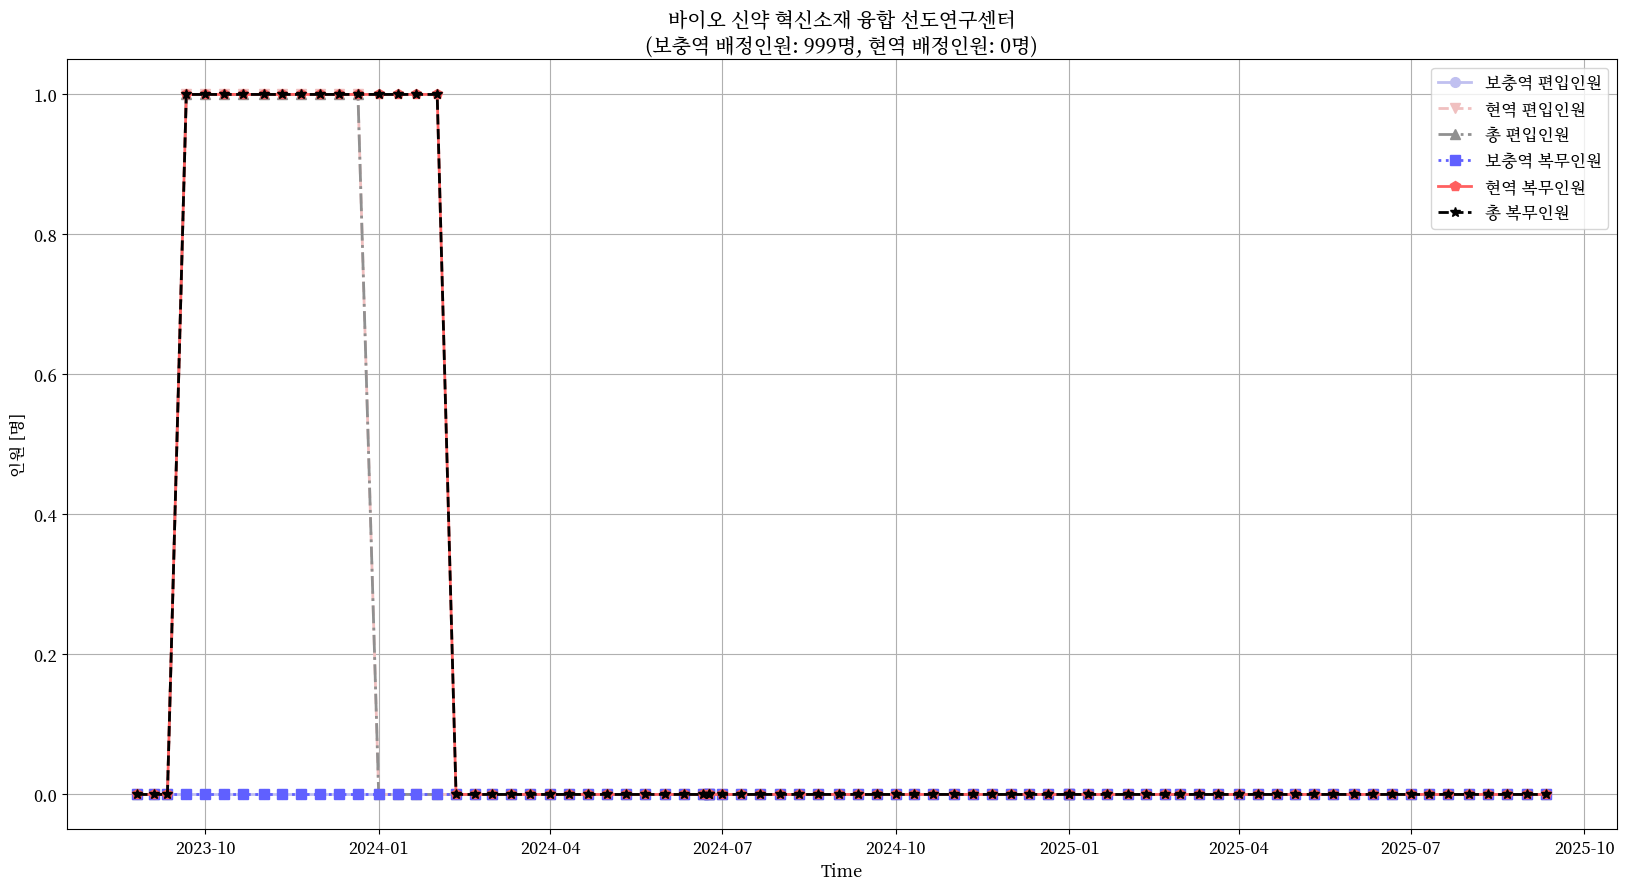 바이오 신약 혁신소재 융합 선도연구센터
(보충역 배정인원: 999명, 현역 배정인원: 0명)
보충역 편입인원
현역 편입인원
총 편입인원
보충역 복무인원
현역 복무인원
총 복무인원
1.0
0.8
0.6
0.4
0.2
0.0
인원 [명]
2023-10
2024-01
2024-04
2024-07
2024-10
2025-01
2025-04
2025-07
2025-10
Time